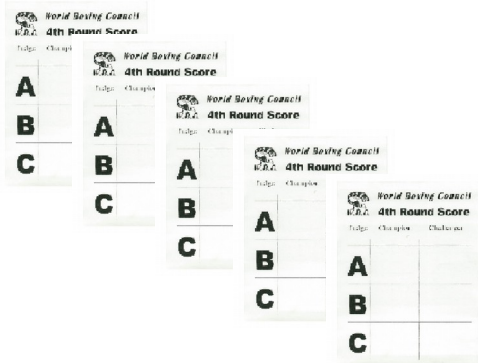 World Boxing Council
4th Round Score
Judge Champion
A
B
C
World Boxing Council
W.B.C. 4th Round Score
Judge Champion
A
B
C
World Boxing Council
W.B.C. 4th Round Score
Judge
A
B
C
World Boxing Council
W.B.C. 4th Round Score
Judge Champion
A
B
C
World Boxing Council
W.B.C. 4th Round Score
Judge Champion Challenger
A
B
C